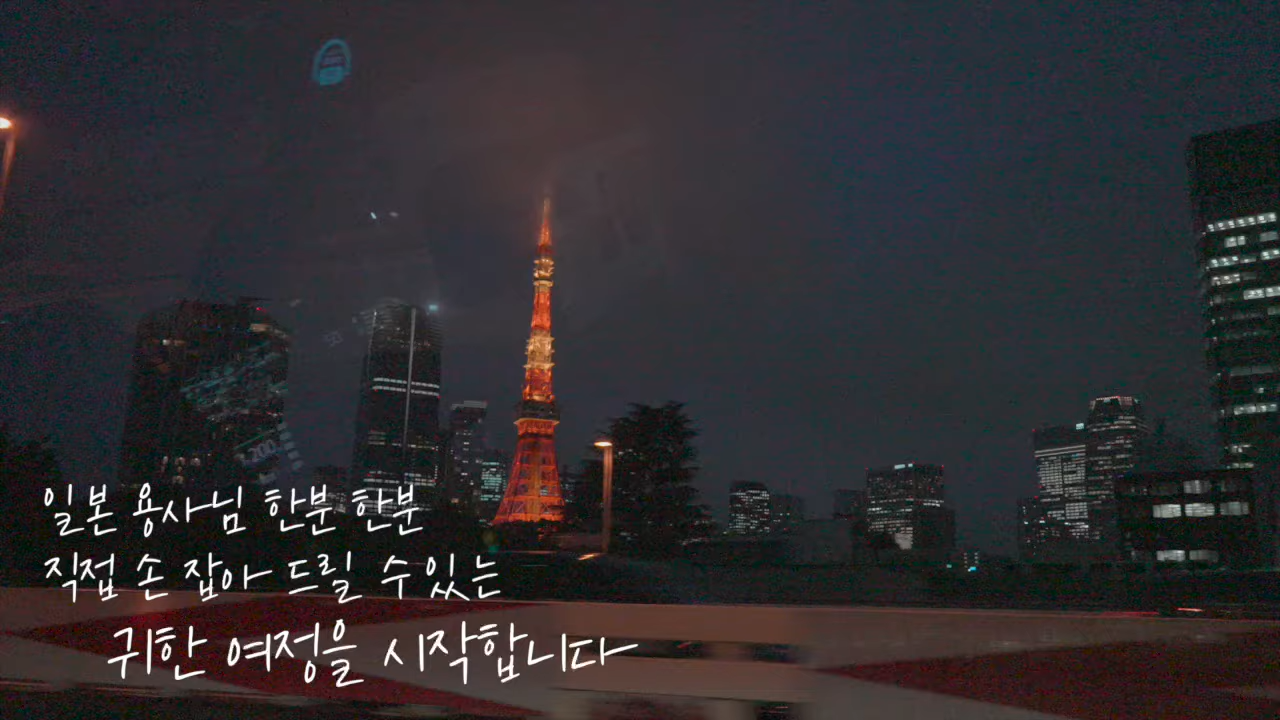 일본 용사님 한분 한분
직접 손 잡아 드릴 수 있는
귀한 여정을 시작합니다
200